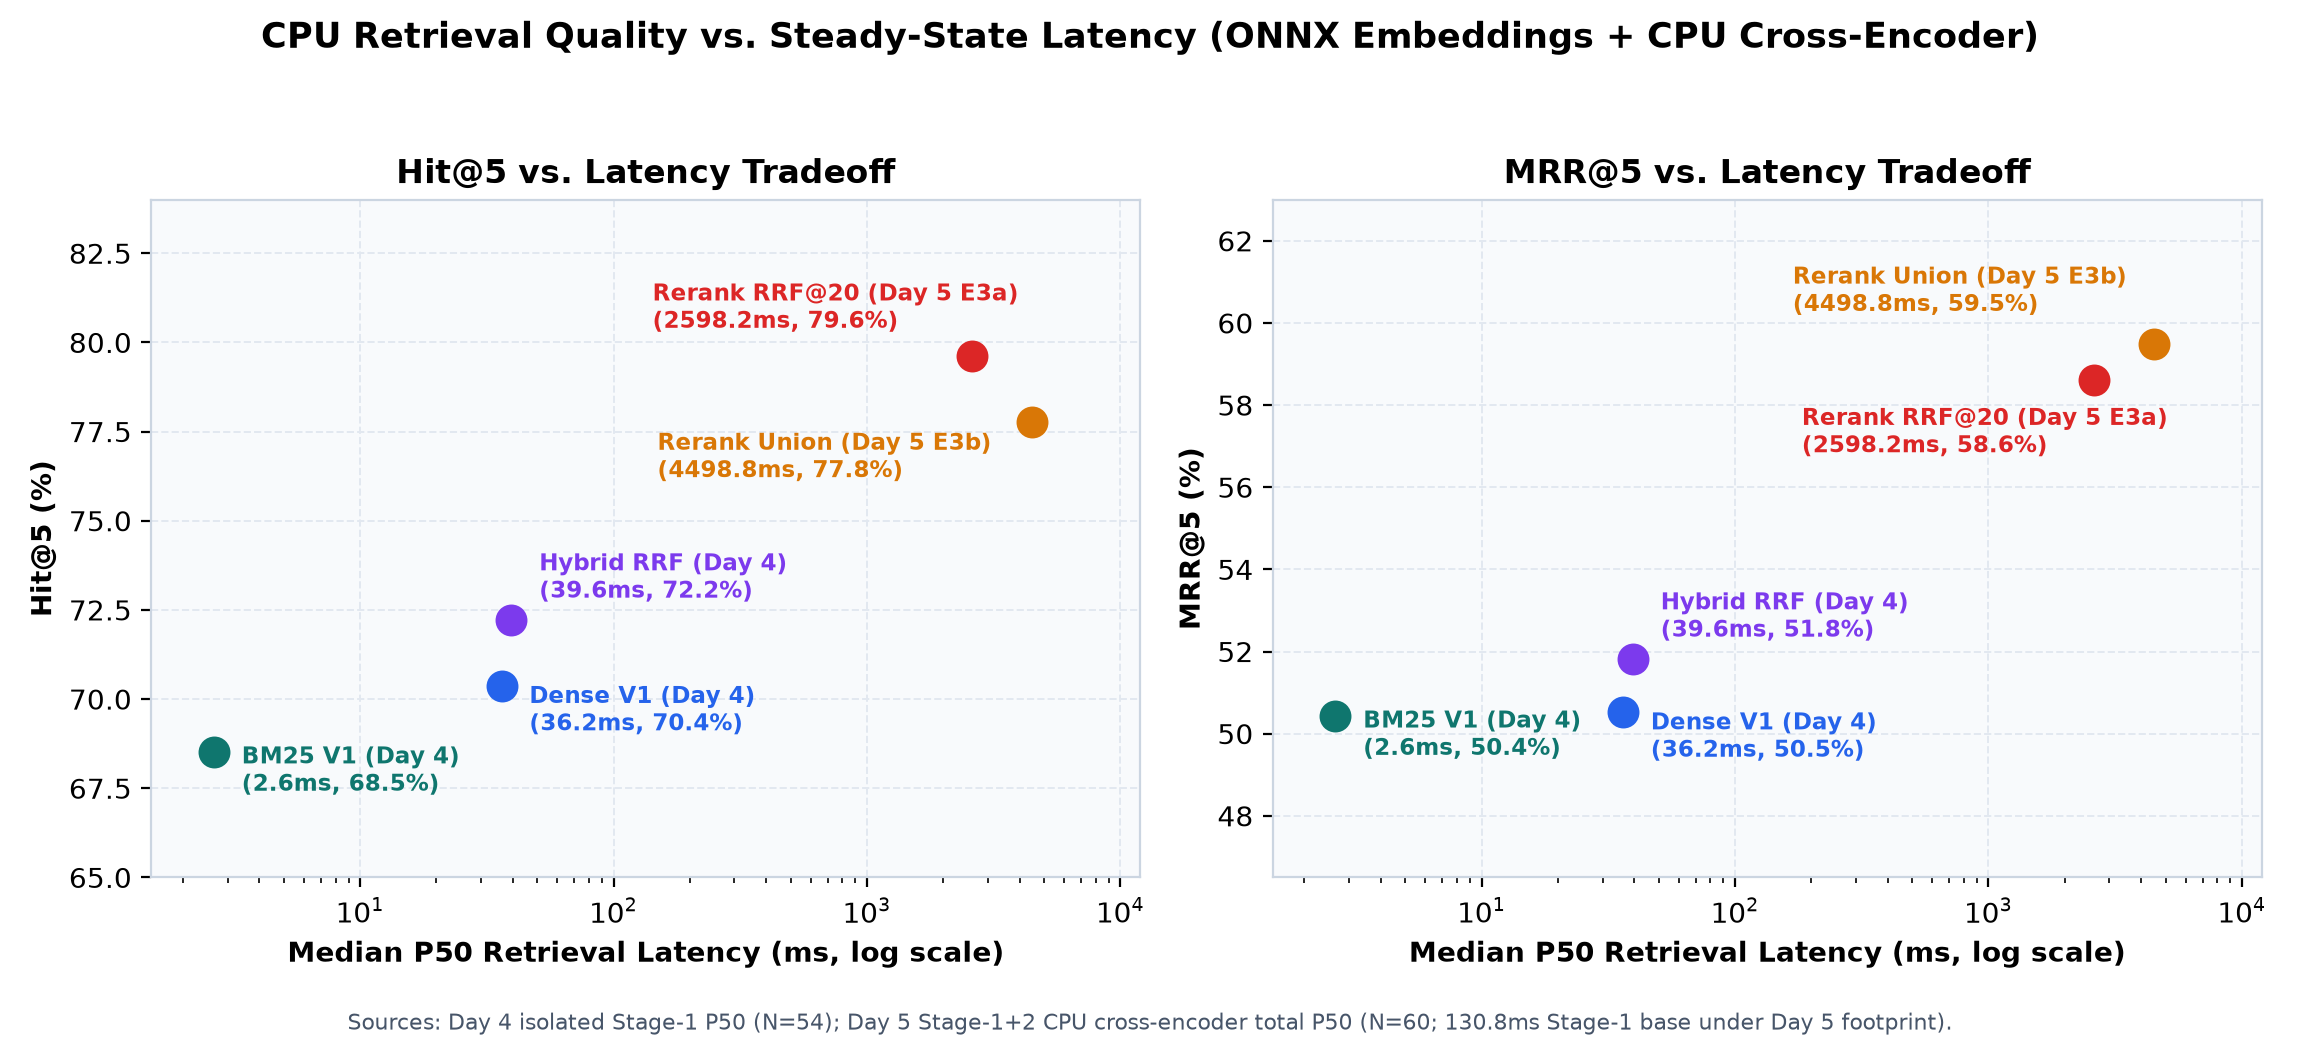 CPU Retrieval Quality vs. Steady-State Latency (ONNX Embeddings + CPU Cross-Encoder)
Hit@5 vs. Latency Tradeoff
82.5
80.0
77.5
75.0
72.5
70.0
67.5
65.0
Hit@5 (%)
Rerank RRF@20 (Day 5 E3a)
(2598.2ms, 79.6%)
Rerank Union (Day 5 E3b)
(4498.8ms, 77.8%)
Hybrid RRF (Day 4)
(39.6ms, 72.2%)
Dense V1 (Day 4)
(36.2ms, 70.4%)
BM25 V1 (Day 4)
(2.6ms, 68.5%)
10¹ 10² 10³ 10⁴
Median P50 Retrieval Latency (ms, log scale)
MRR@5 vs. Latency Tradeoff
62
60
58
56
54
52
50
48
MRR@5 (%)
Rerank Union (Day 5 E3b)
(4498.8ms, 59.5%)
Rerank RRF@20 (Day 5 E3a)
(2598.2ms, 58.6%)
Hybrid RRF (Day 4)
(39.6ms, 51.8%)
BM25 V1 (Day 4)
(2.6ms, 50.4%)
Dense V1 (Day 4)
(36.2ms, 50.5%)
10¹ 10² 10³ 10⁴
Median P50 Retrieval Latency (ms, log scale)
Sources: Day 4 isolated Stage-1 P50 (N=54); Day 5 Stage-1+2 CPU cross-encoder total P50 (N=60; 130.8ms Stage-1 base under Day 5 footprint).